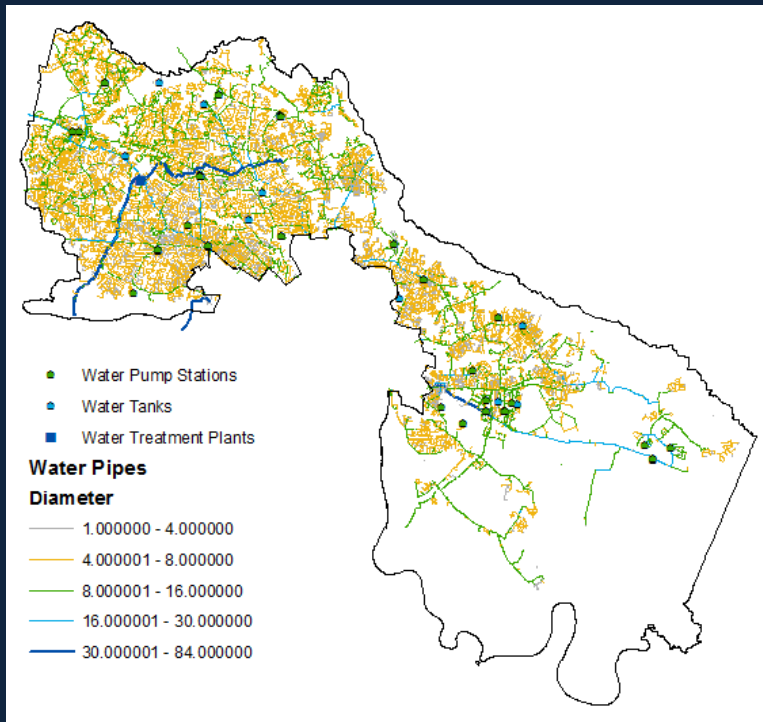 Water Pump Stations
Water Tanks
Water Treatment Plants
Water Pipes
Diameter
1.000000 - 4.000000
4.000001 - 8.000000
8.000001 - 16.000000
16.000001 - 30.000000
30.000001 - 84.000000